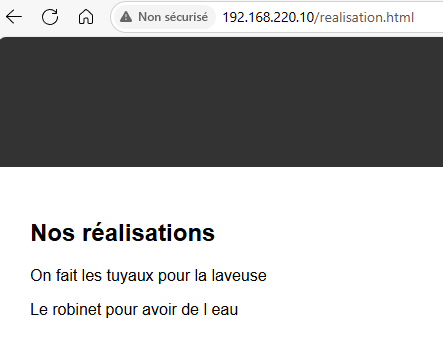 Non sécurisé 192.168.220.10/realisation.html
Nos réalisations
On fait les tuyaux pour la laveuse
Le robinet pour avoir de l eau